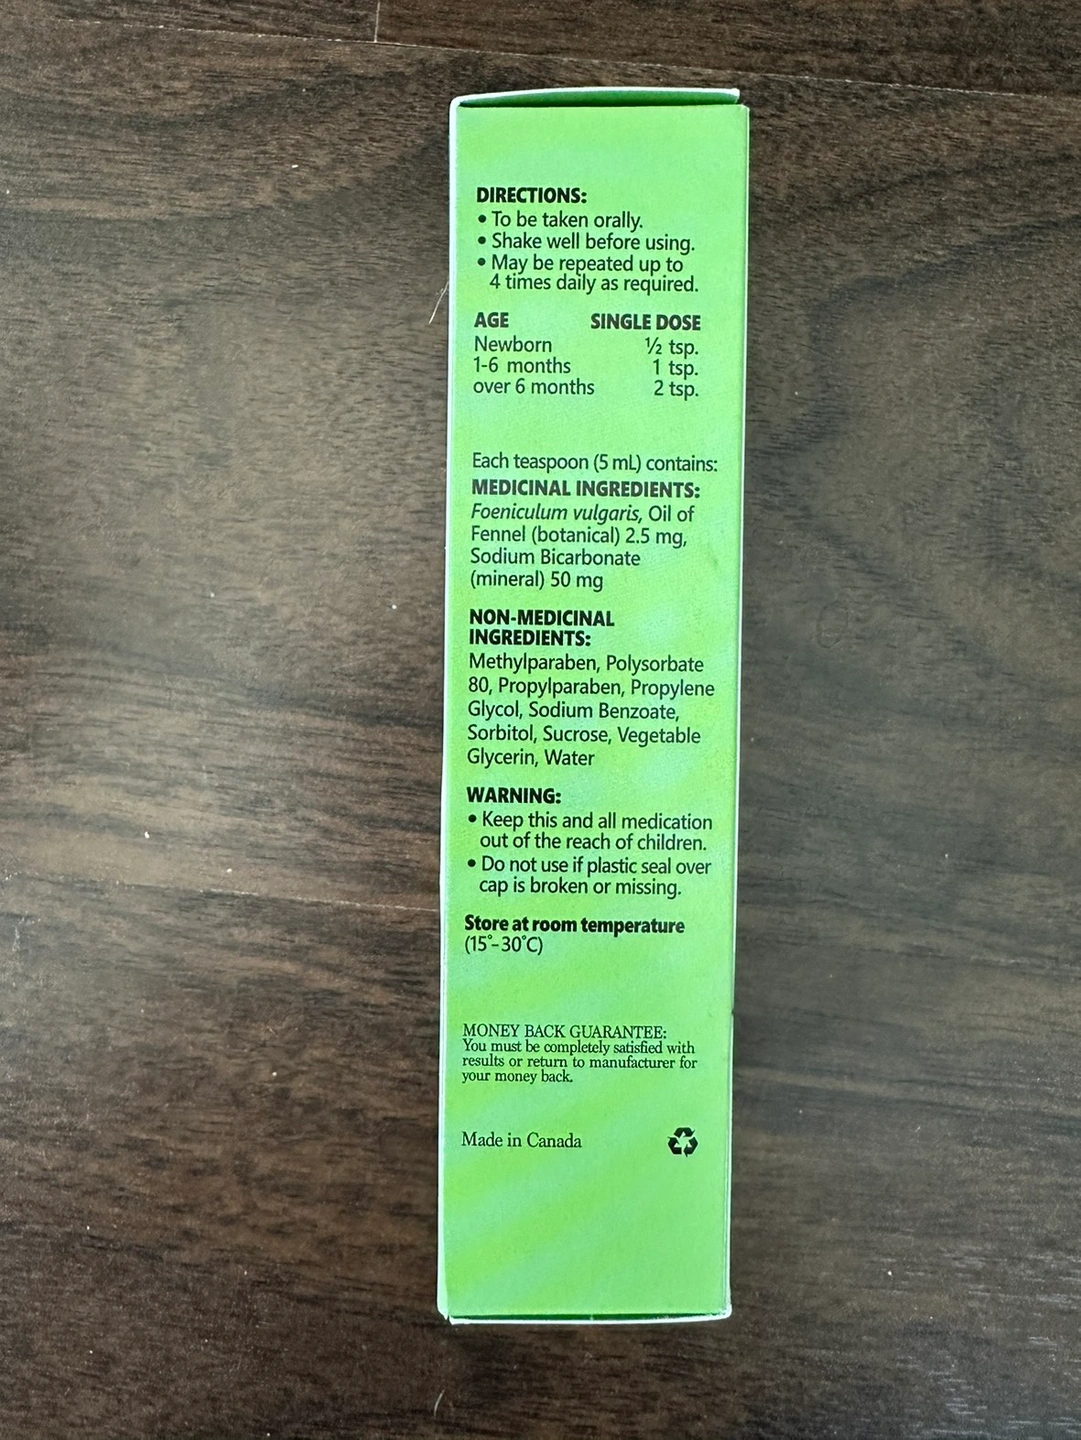 DIRECTIONS:
• To be taken orally.
• Shake well before using.
• May be repeated up to
4 times daily as required.
AGE SINGLE DOSE
Newborn ½ tsp.
1-6 months 1 tsp.
over 6 months 2 tsp.
Each teaspoon (5 mL) contains:
MEDICINAL INGREDIENTS:
Foeniculum vulgaris, Oil of
Fennel (botanical) 2.5 mg,
Sodium Bicarbonate
(mineral) 50 mg
NON-MEDICINAL
INGREDIENTS:
Methylparaben, Polysorbate
80, Propylparaben, Propylene
Glycol, Sodium Benzoate,
Sorbitol, Sucrose, Vegetable
Glycerin, Water
WARNING:
• Keep this and all medication
out of the reach of children.
• Do not use if plastic seal over
cap is broken or missing.
Store at room temperature
(15°-30°C)
MONEY BACK GUARANTEE:
You must be completely satisfied with
results or return to manufacturer for
your money back.
Made in Canada